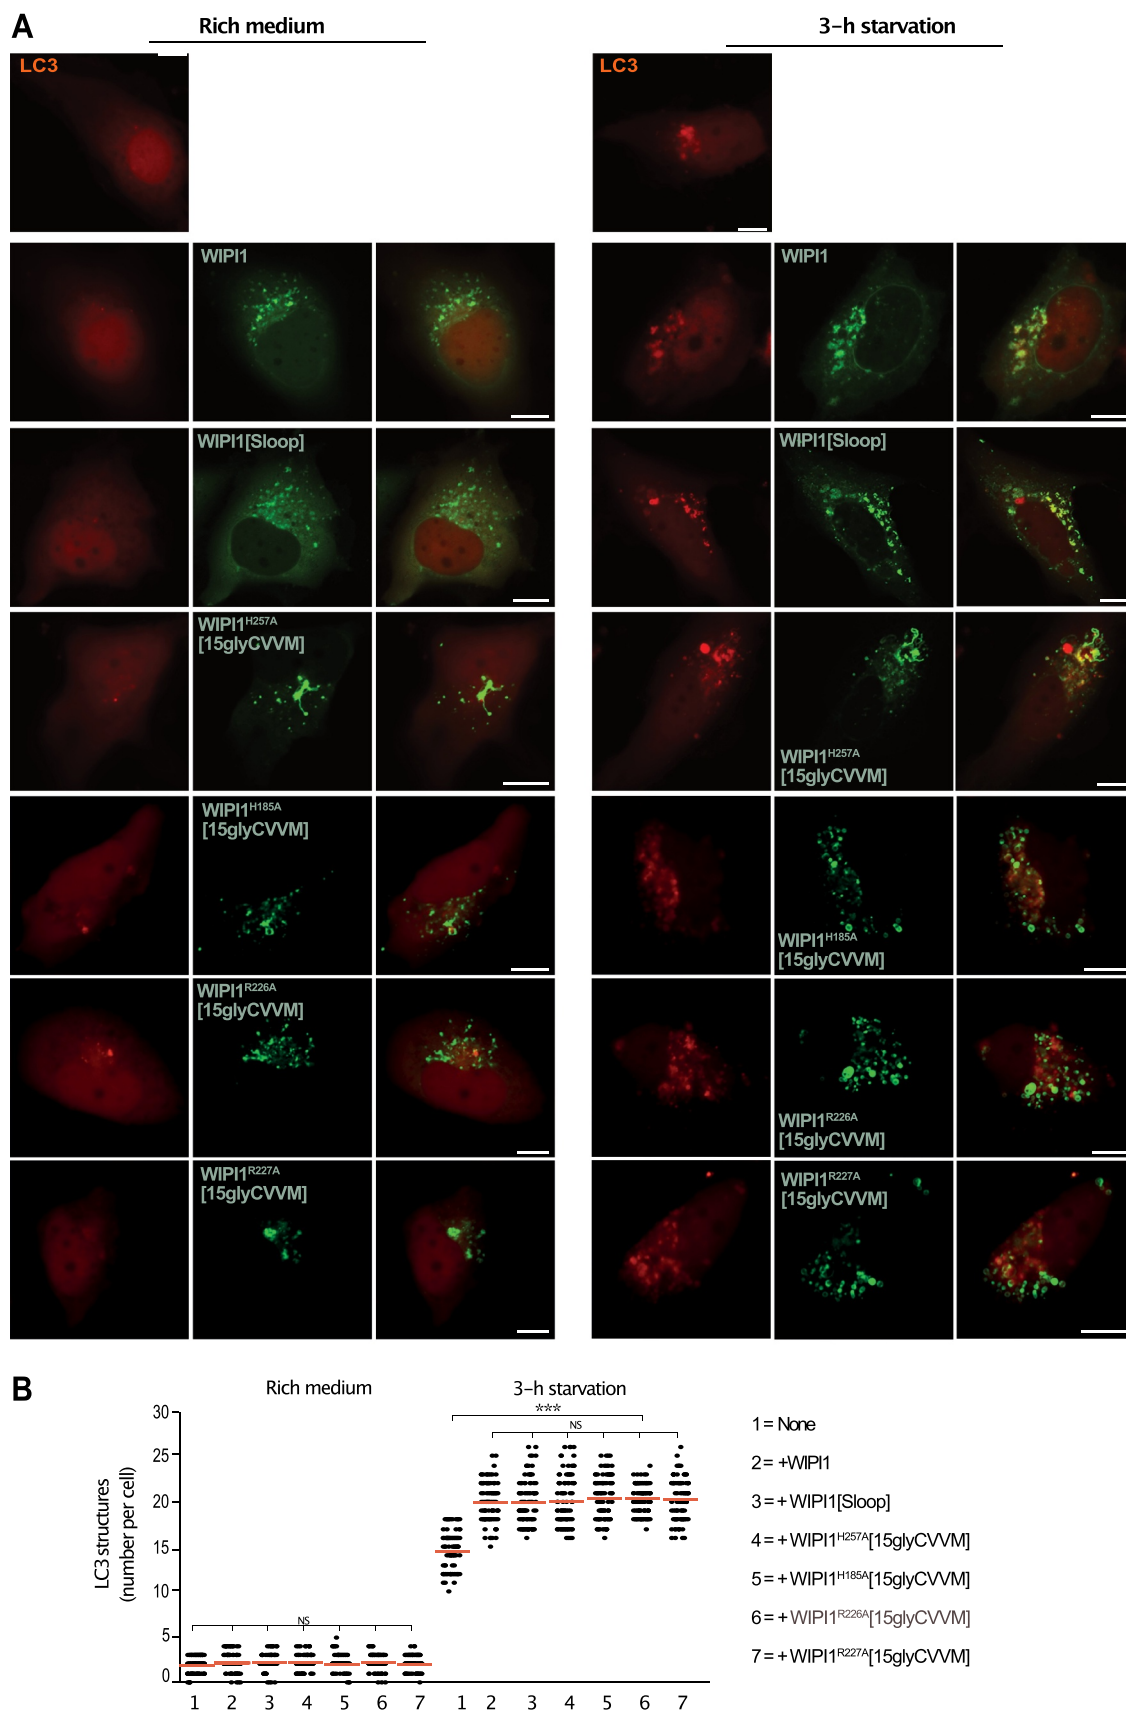 A
Rich medium
3-h starvation
LC3
LC3
WIPI1
WIPI1
WIPI1[Sloop]
WIPI1[Sloop]
WIPI1H257A
[15glyCVVM]
WIPI1H257A
[15glyCVVM]
WIPI1H185A
[15glyCVVM]
WIPI1H185A
[15glyCVVM]
WIPI1R226A
[15glyCVVM]
WIPI1R226A
[15glyCVVM]
WIPI1R227A
[15glyCVVM]
WIPI1R227A
[15glyCVVM]
B
Rich medium
3-h starvation
LC3 structures
(number per cell)
30
25
20
15
10
5
0
NS
***
NS
1 2 3 4 5 6 7 1 2 3 4 5 6 7
1 = None
2 = +WIPI1
3 = + WIPI1[Sloop]
4 = + WIPI1H257A[15glyCVVM]
5 = + WIPI1H185A[15glyCVVM]
6 = + WIPI1R226A[15glyCVVM]
7 = + WIPI1R227A[15glyCVVM]